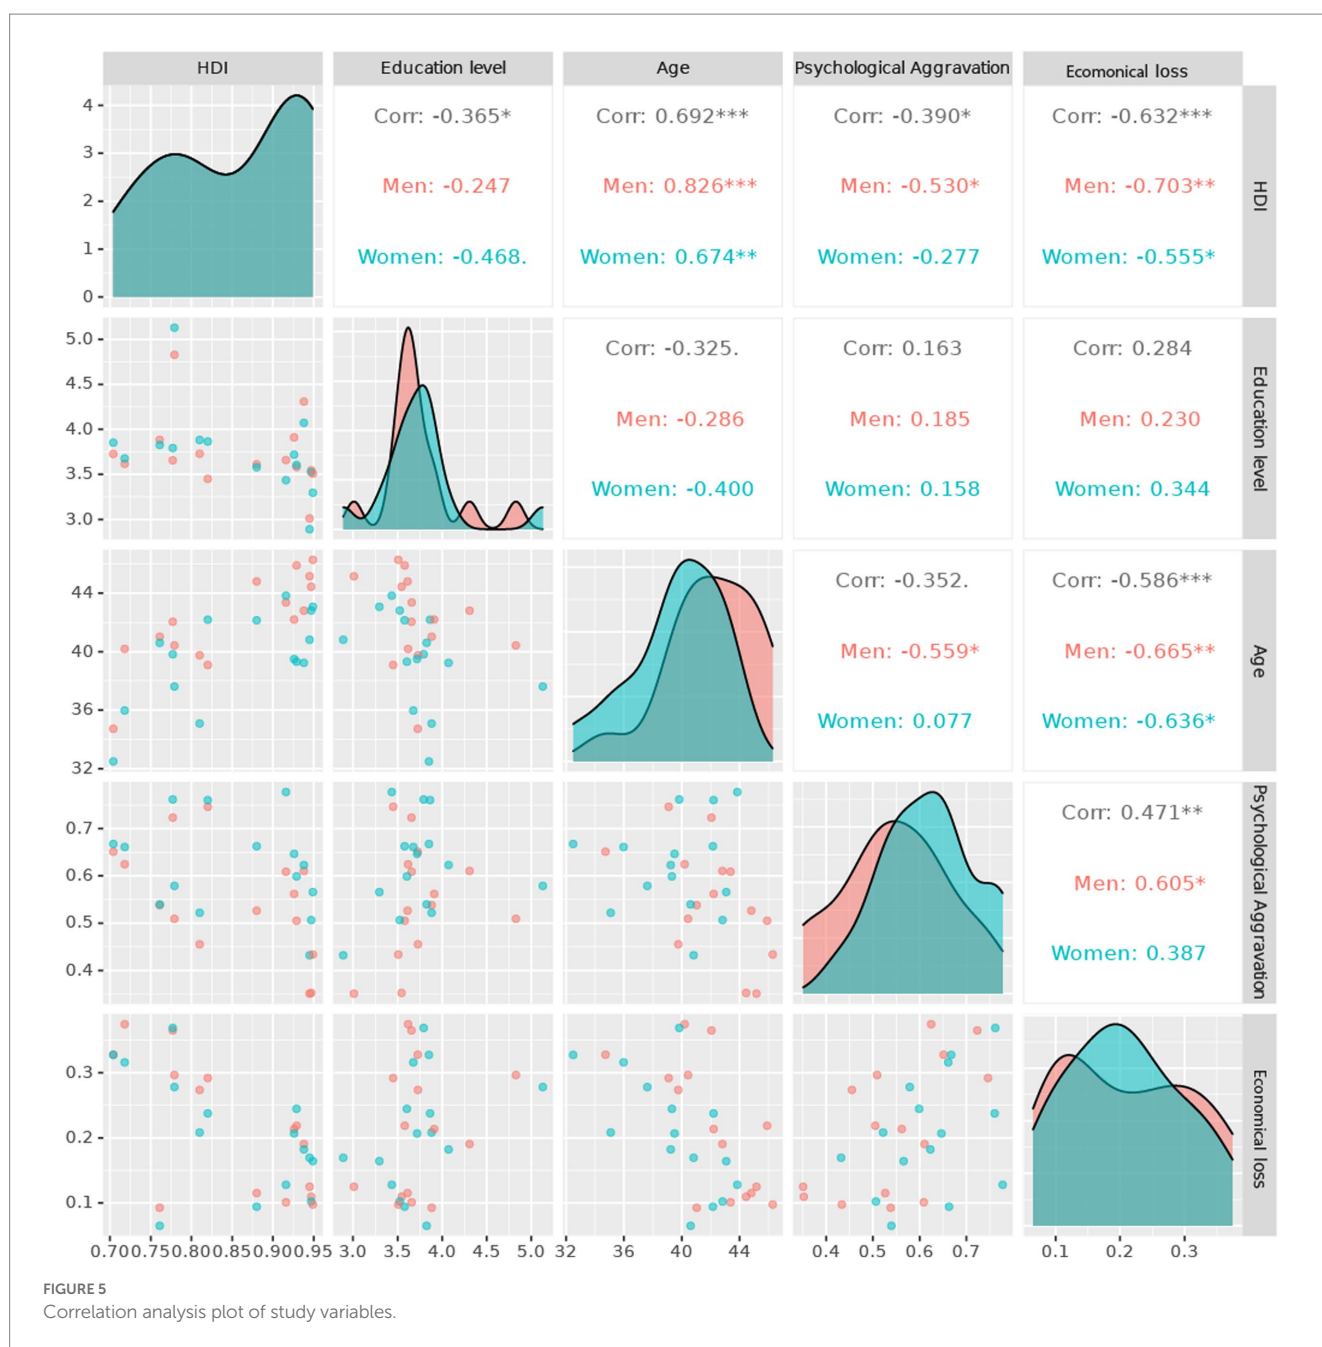 HDI Education level Age Psychological Aggravation Ecomonical loss
4
3
2
1
0
Corr: -0.365*
Men: -0.247
Women: -0.468.
Corr: 0.692***
Men: 0.826***
Women: 0.674**
Corr: -0.390*
Men: -0.530*
Women: -0.277
Corr: -0.632***
Men: -0.703**
Women: -0.555*
HDI
5.0
4.5
4.0
3.5
3.0
Corr: -0.325.
Men: -0.286
Women: -0.400
Corr: 0.163
Men: 0.185
Women: 0.158
Corr: 0.284
Men: 0.230
Women: 0.344
Education level
44
40
36
32
Corr: -0.352.
Men: -0.559*
Women: 0.077
Corr: -0.586***
Men: -0.665**
Women: -0.636*
Age
0.7
0.6
0.5
0.4
Corr: 0.471**
Men: 0.605*
Women: 0.387
Psychological Aggravation
0.3
0.2
0.1
Economical loss
0.700 0.75 0.80 0.85 0.90 0.95 3.0 3.5 4.0 4.5 5.0 32 36 40 44 0.4 0.5 0.6 0.7 0.1 0.2 0.3
FIGURE 5
Correlation analysis plot of study variables.